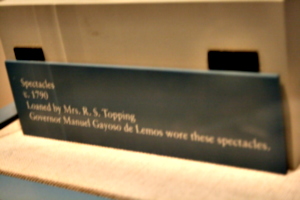 Spectacles
c. 1790
Loaned by Mrs. R. S. Topping
Governor Manuel Gayoso de Lemos wore these spectacles.